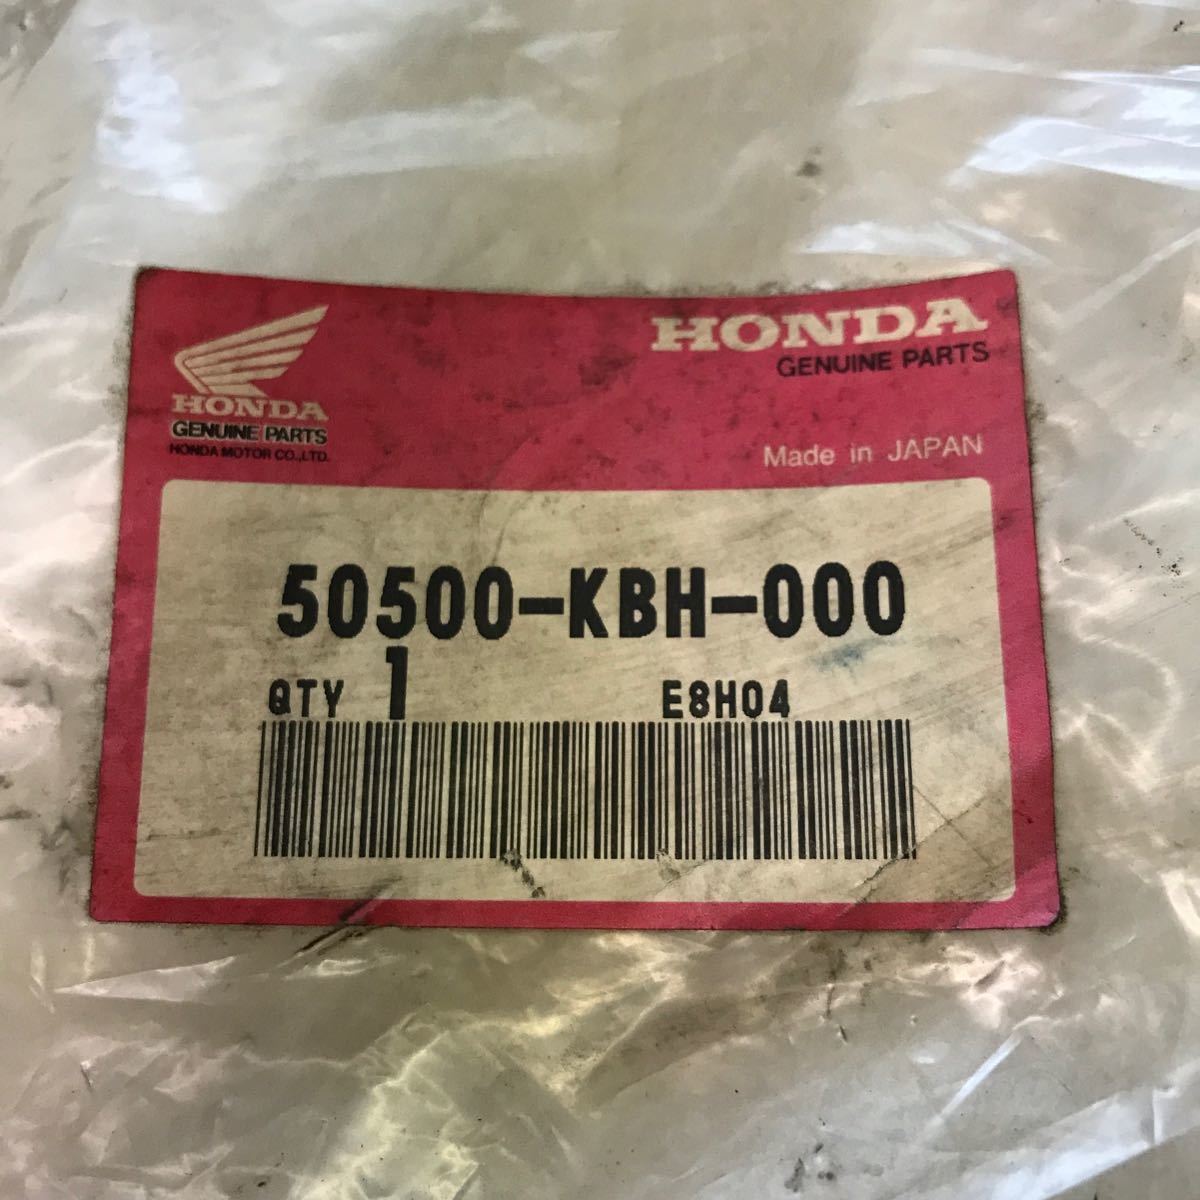 HONDA
GENUINE PARTS
HONDA MOTOR CO.,LTD.
HONDA
GENUINE PARTS
Made in JAPAN
50500-KBH-000
QTY 1 E8H04